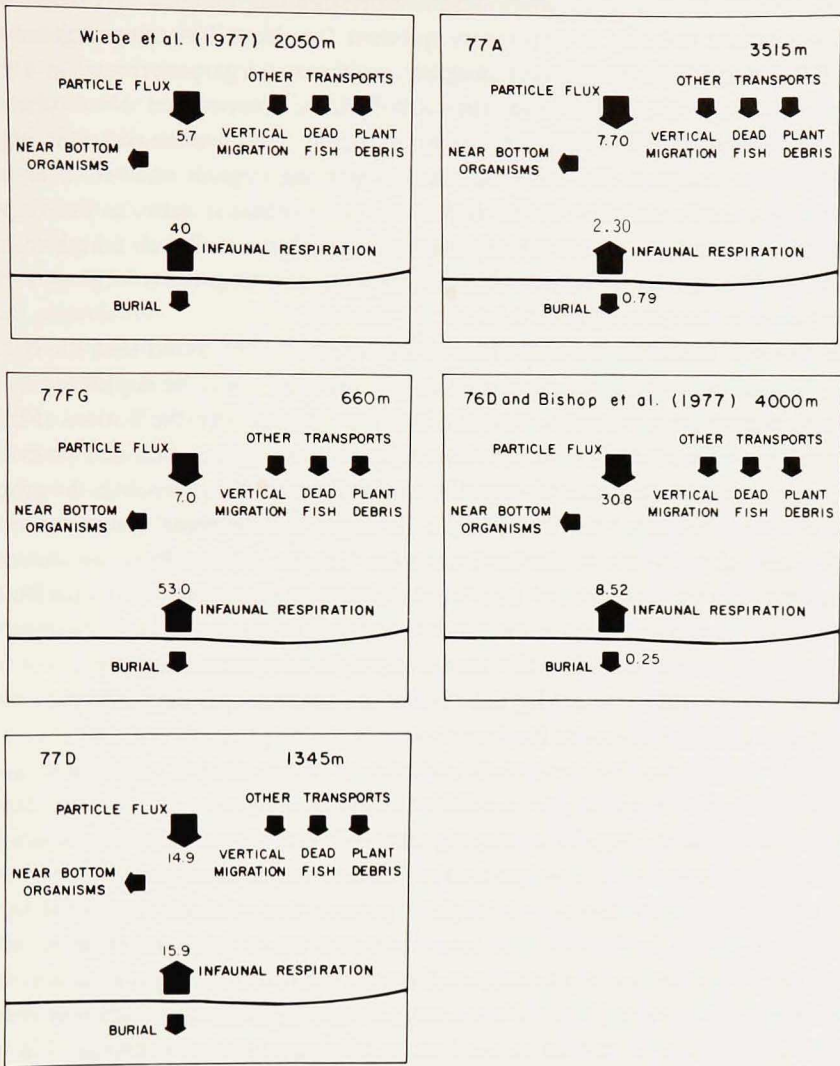 Wiebe et al. (1977) 2050m
PARTICLE FLUX
OTHER TRANSPORTS
5.7
VERTICAL MIGRATION
DEAD FISH
PLANT DEBRIS
NEAR BOTTOM
ORGANISMS
40
INFAUNAL RESPIRATION
BURIAL
77A 3515m
PARTICLE FLUX
OTHER TRANSPORTS
7.70
VERTICAL MIGRATION
DEAD FISH
PLANT DEBRIS
NEAR BOTTOM
ORGANISMS
2.30
INFAUNAL RESPIRATION
BURIAL 0.79
77FG 660m
PARTICLE FLUX
OTHER TRANSPORTS
7.0
VERTICAL MIGRATION
DEAD FISH
PLANT DEBRIS
NEAR BOTTOM
ORGANISMS
53.0
INFAUNAL RESPIRATION
BURIAL
76D and Bishop et al. (1977) 4000m
PARTICLE FLUX
OTHER TRANSPORTS
30.8
VERTICAL MIGRATION
DEAD FISH
PLANT DEBRIS
NEAR BOTTOM
ORGANISMS
8.52
INFAUNAL RESPIRATION
BURIAL 0.25
77D 1345m
PARTICLE FLUX
OTHER TRANSPORTS
14.9
VERTICAL MIGRATION
DEAD FISH
PLANT DEBRIS
NEAR BOTTOM
ORGANISMS
15.9
INFAUNAL RESPIRATION
BURIAL